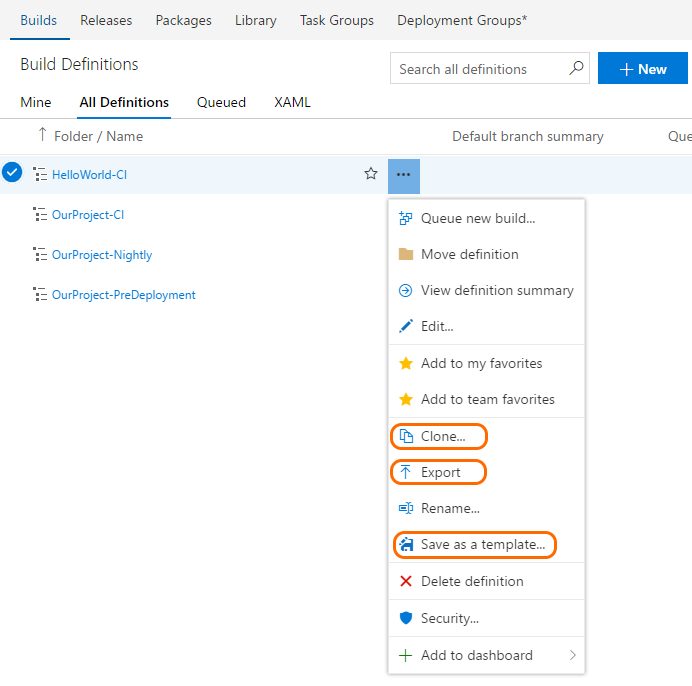 Builds Releases Packages Library Task Groups Deployment Groups*
Build Definitions
Search all definitions
New
Mine All Definitions Queued XAML
Folder / Name Default branch summary Que
HelloWorld-CI
OurProject-CI
OurProject-Nightly
OurProject-PreDeployment
Queue new build...
Move definition
View definition summary
Edit...
Add to my favorites
Add to team favorites
Clone...
Export
Rename...
Save as a template...
Delete definition
Security...
Add to dashboard